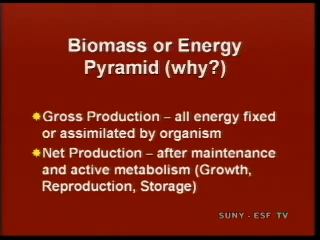 Biomass or Energy
Pyramid (why?)
Gross Production – all energy fixed
or assimilated by organism
Net Production – after maintenance
and active metabolism (Growth,
Reproduction, Storage)
SUNY - ESF TV